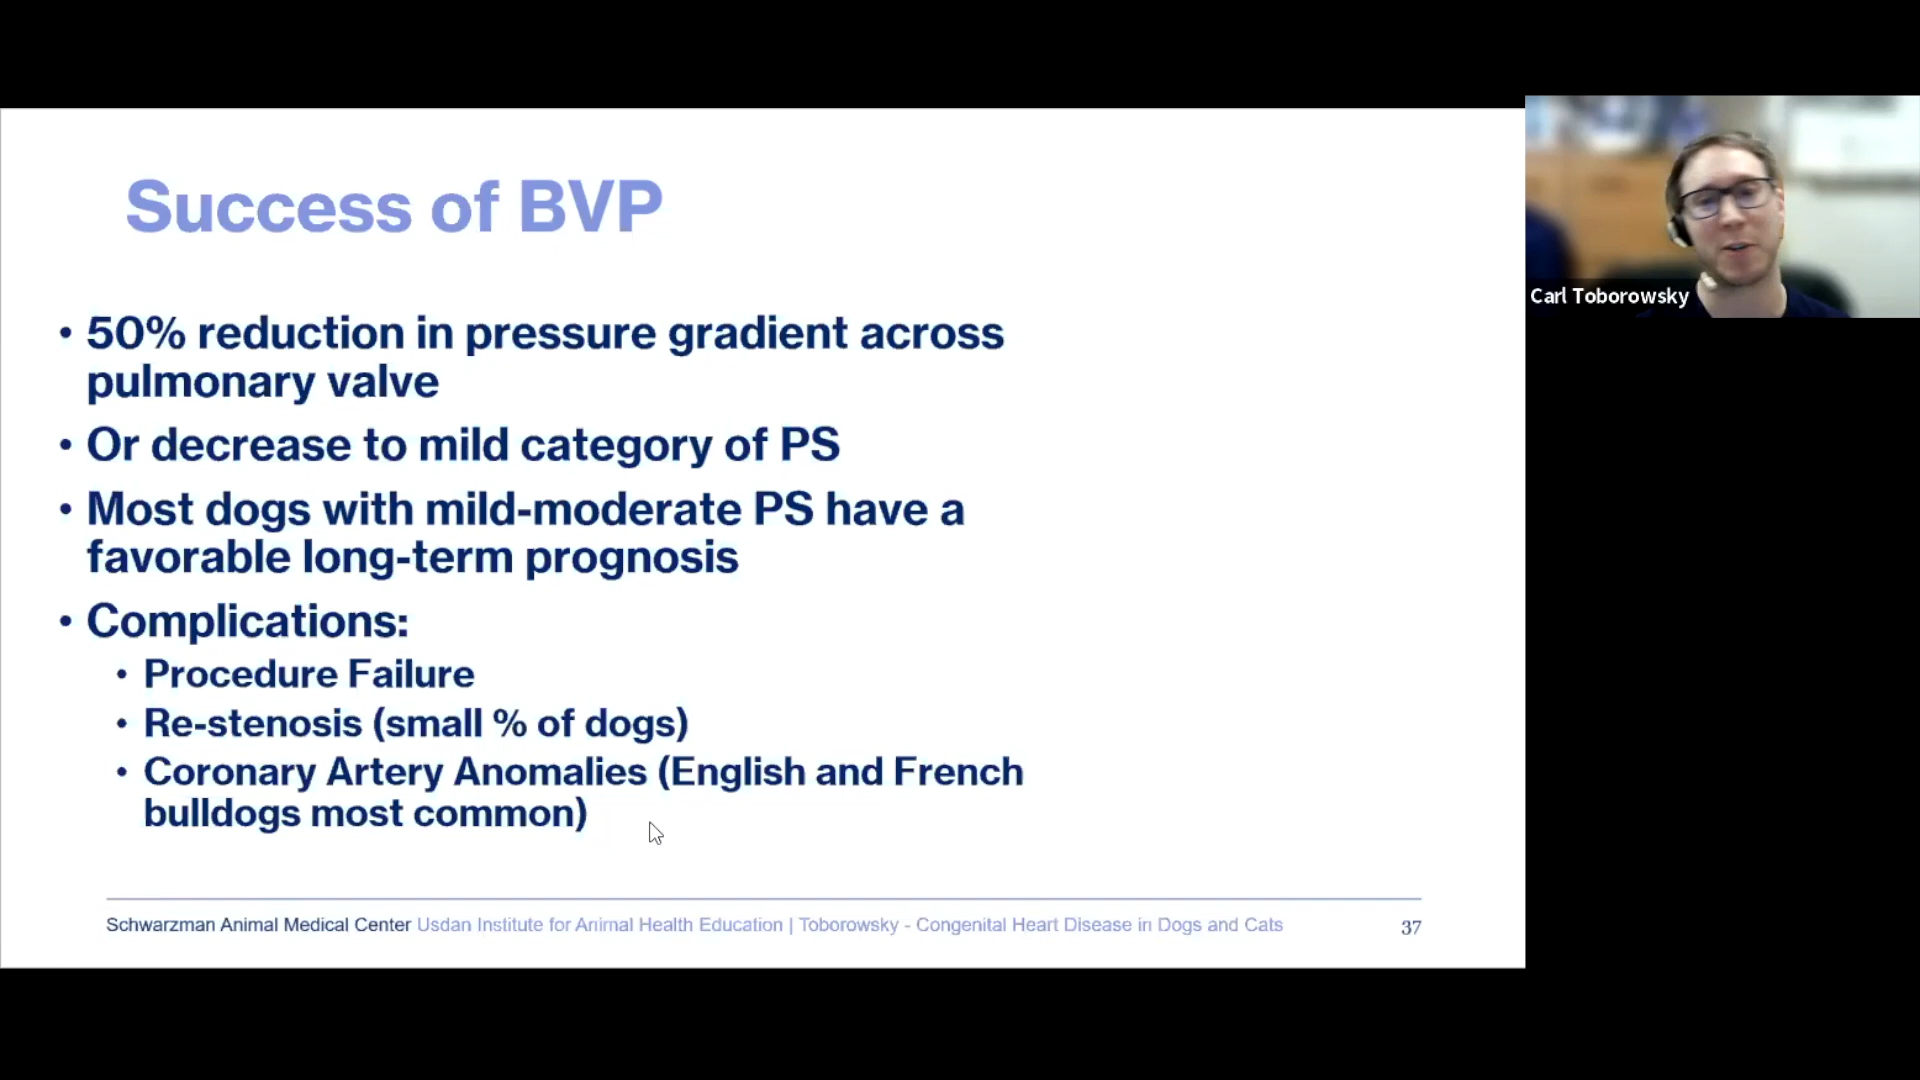 Success of BVP
• 50% reduction in pressure gradient across
pulmonary valve
• Or decrease to mild category of PS
• Most dogs with mild-moderate PS have a
favorable long-term prognosis
• Complications:
• Procedure Failure
• Re-stenosis (small % of dogs)
• Coronary Artery Anomalies (English and French
bulldogs most common)
Schwarzman Animal Medical Center Usdan Institute for Animal Health Education | Toborowsky - Congenital Heart Disease in Dogs and Cats 37
Carl Toborowsky